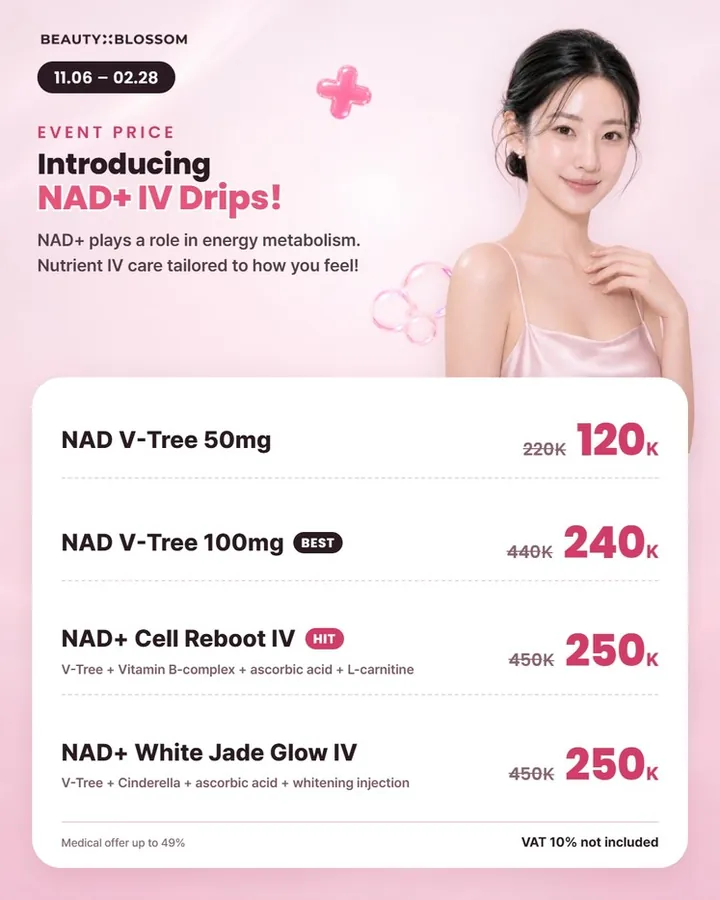 BEAUTY::BLOSSOM
11.06 – 02.28
EVENT PRICE
Introducing
NAD+ IV Drips!
NAD+ plays a role in energy metabolism.
Nutrient IV care tailored to how you feel!
NAD V-Tree 50mg
220K 120K
NAD V-Tree 100mg BEST
440K 240K
NAD+ Cell Reboot IV HIT
V-Tree + Vitamin B-complex + ascorbic acid + L-carnitine
450K 250K
NAD+ White Jade Glow IV
V-Tree + Cinderella + ascorbic acid + whitening injection
450K 250K
Medical offer up to 49%
VAT 10% not included